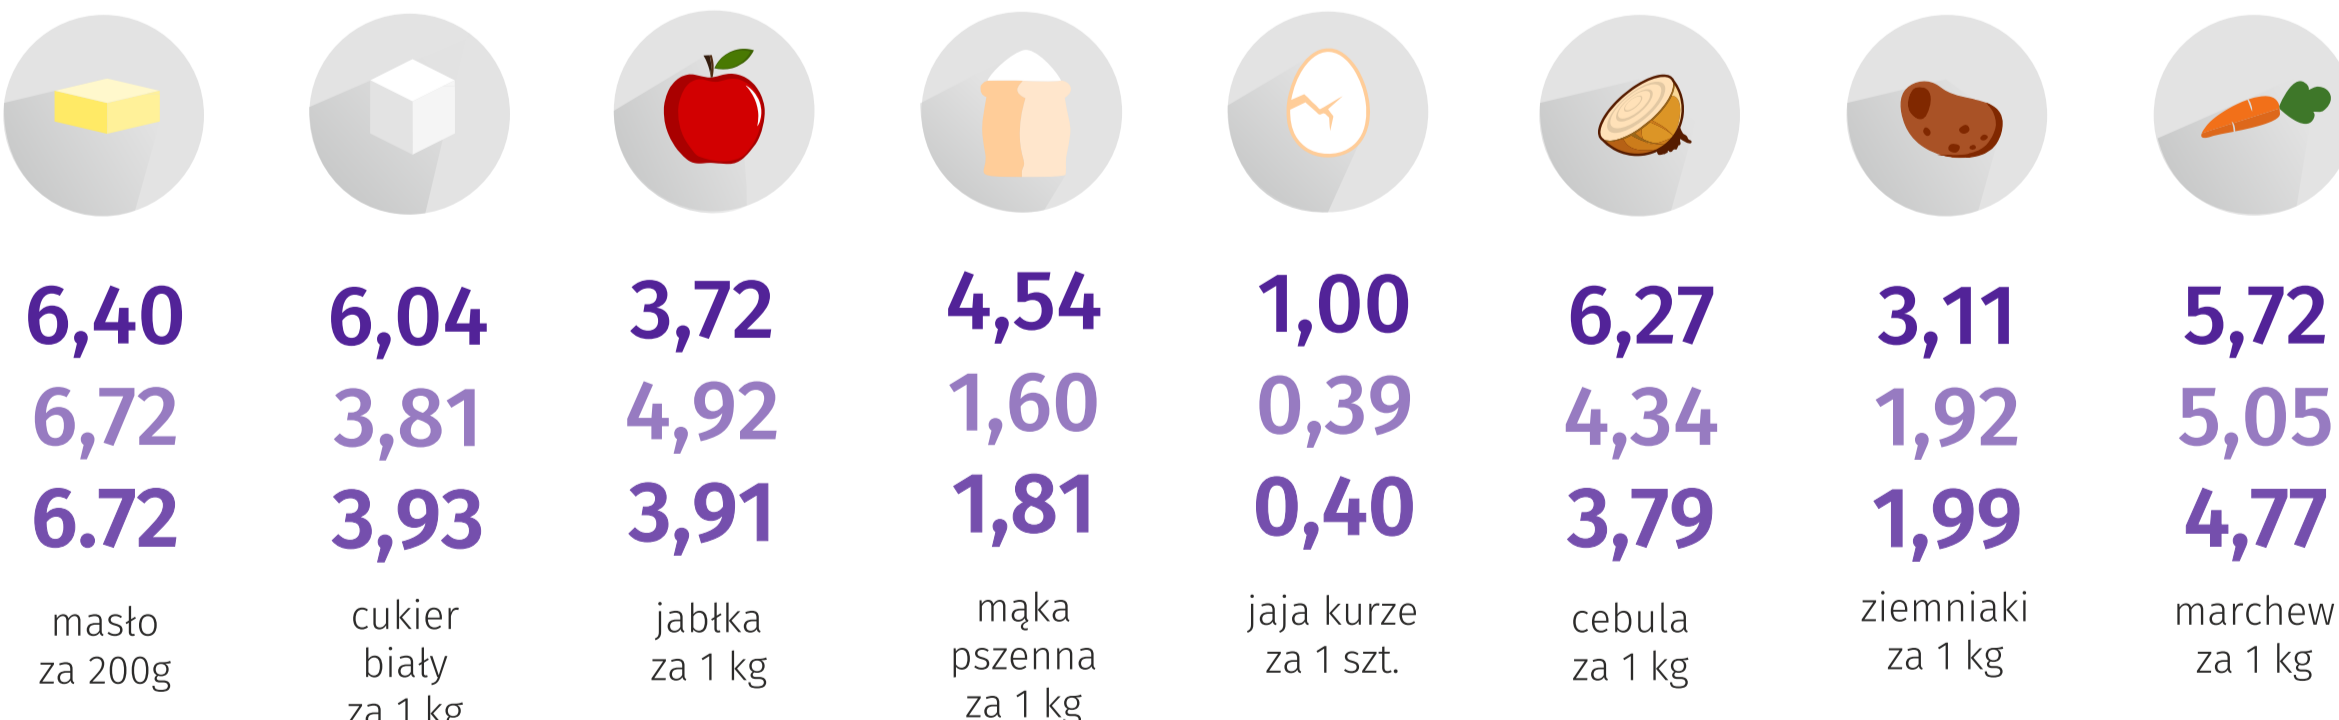 6,40 6,04 3,72 4,54 1,00 6,27 3,11 5,72
6,72 3,81 4,92 1,60 0,39 4,34 1,92 5,05
6.72 3,93 3,91 1,81 0,40 3,79 1,99 4,77
masło
za 200g
cukier
biały
za 1 kg
jabłka
za 1 kg
mąka
pszenna
za 1 kg
jaja kurze
za 1 szt.
cebula
za 1 kg
ziemniaki
za 1 kg
marchew
za 1 kg